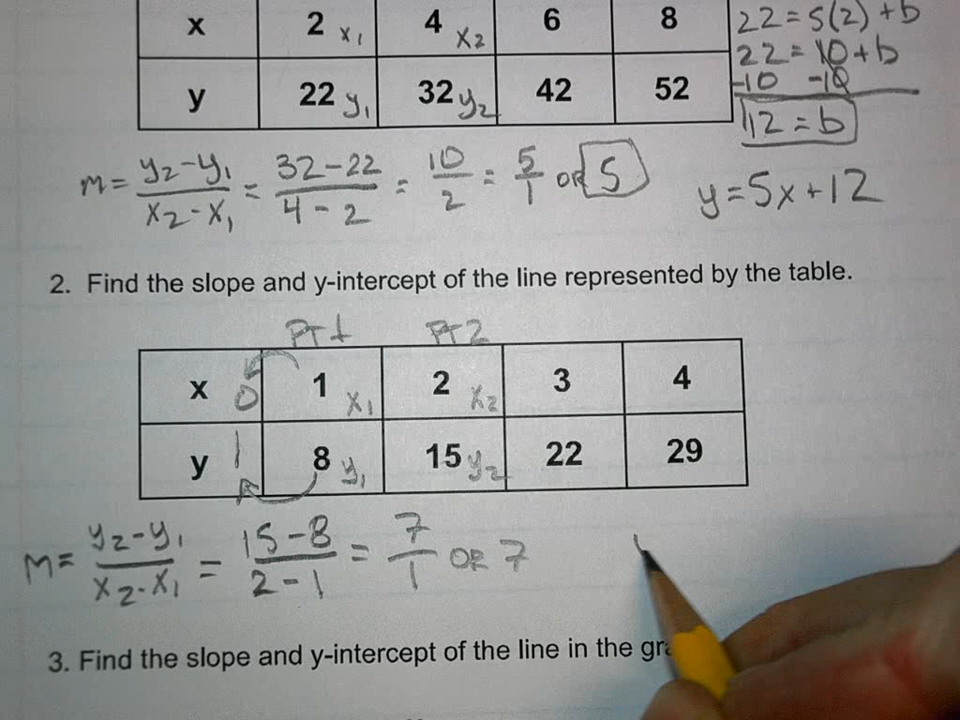 x 2 x₁ 4 x₂ 6 8
y 22 y₁ 32 y₂ 42 52
22 = 5(2) + b
22 = 10 + b
-10 -10
12 = b
m = y₂-y₁/x₂-x₁ = 32-22/4-2 = 10/2 = 5/1 OR 5
y = 5x + 12
2. Find the slope and y-intercept of the line represented by the table.
PT 1 PT 2
x 0 1 x₁ 2 x₂ 3 4
y 1 8 y₁ 15 y₂ 22 29
M = y₂-y₁/x₂-x₁ = 15-8/2-1 = 7/1 OR 7
3. Find the slope and y-intercept of the line in the